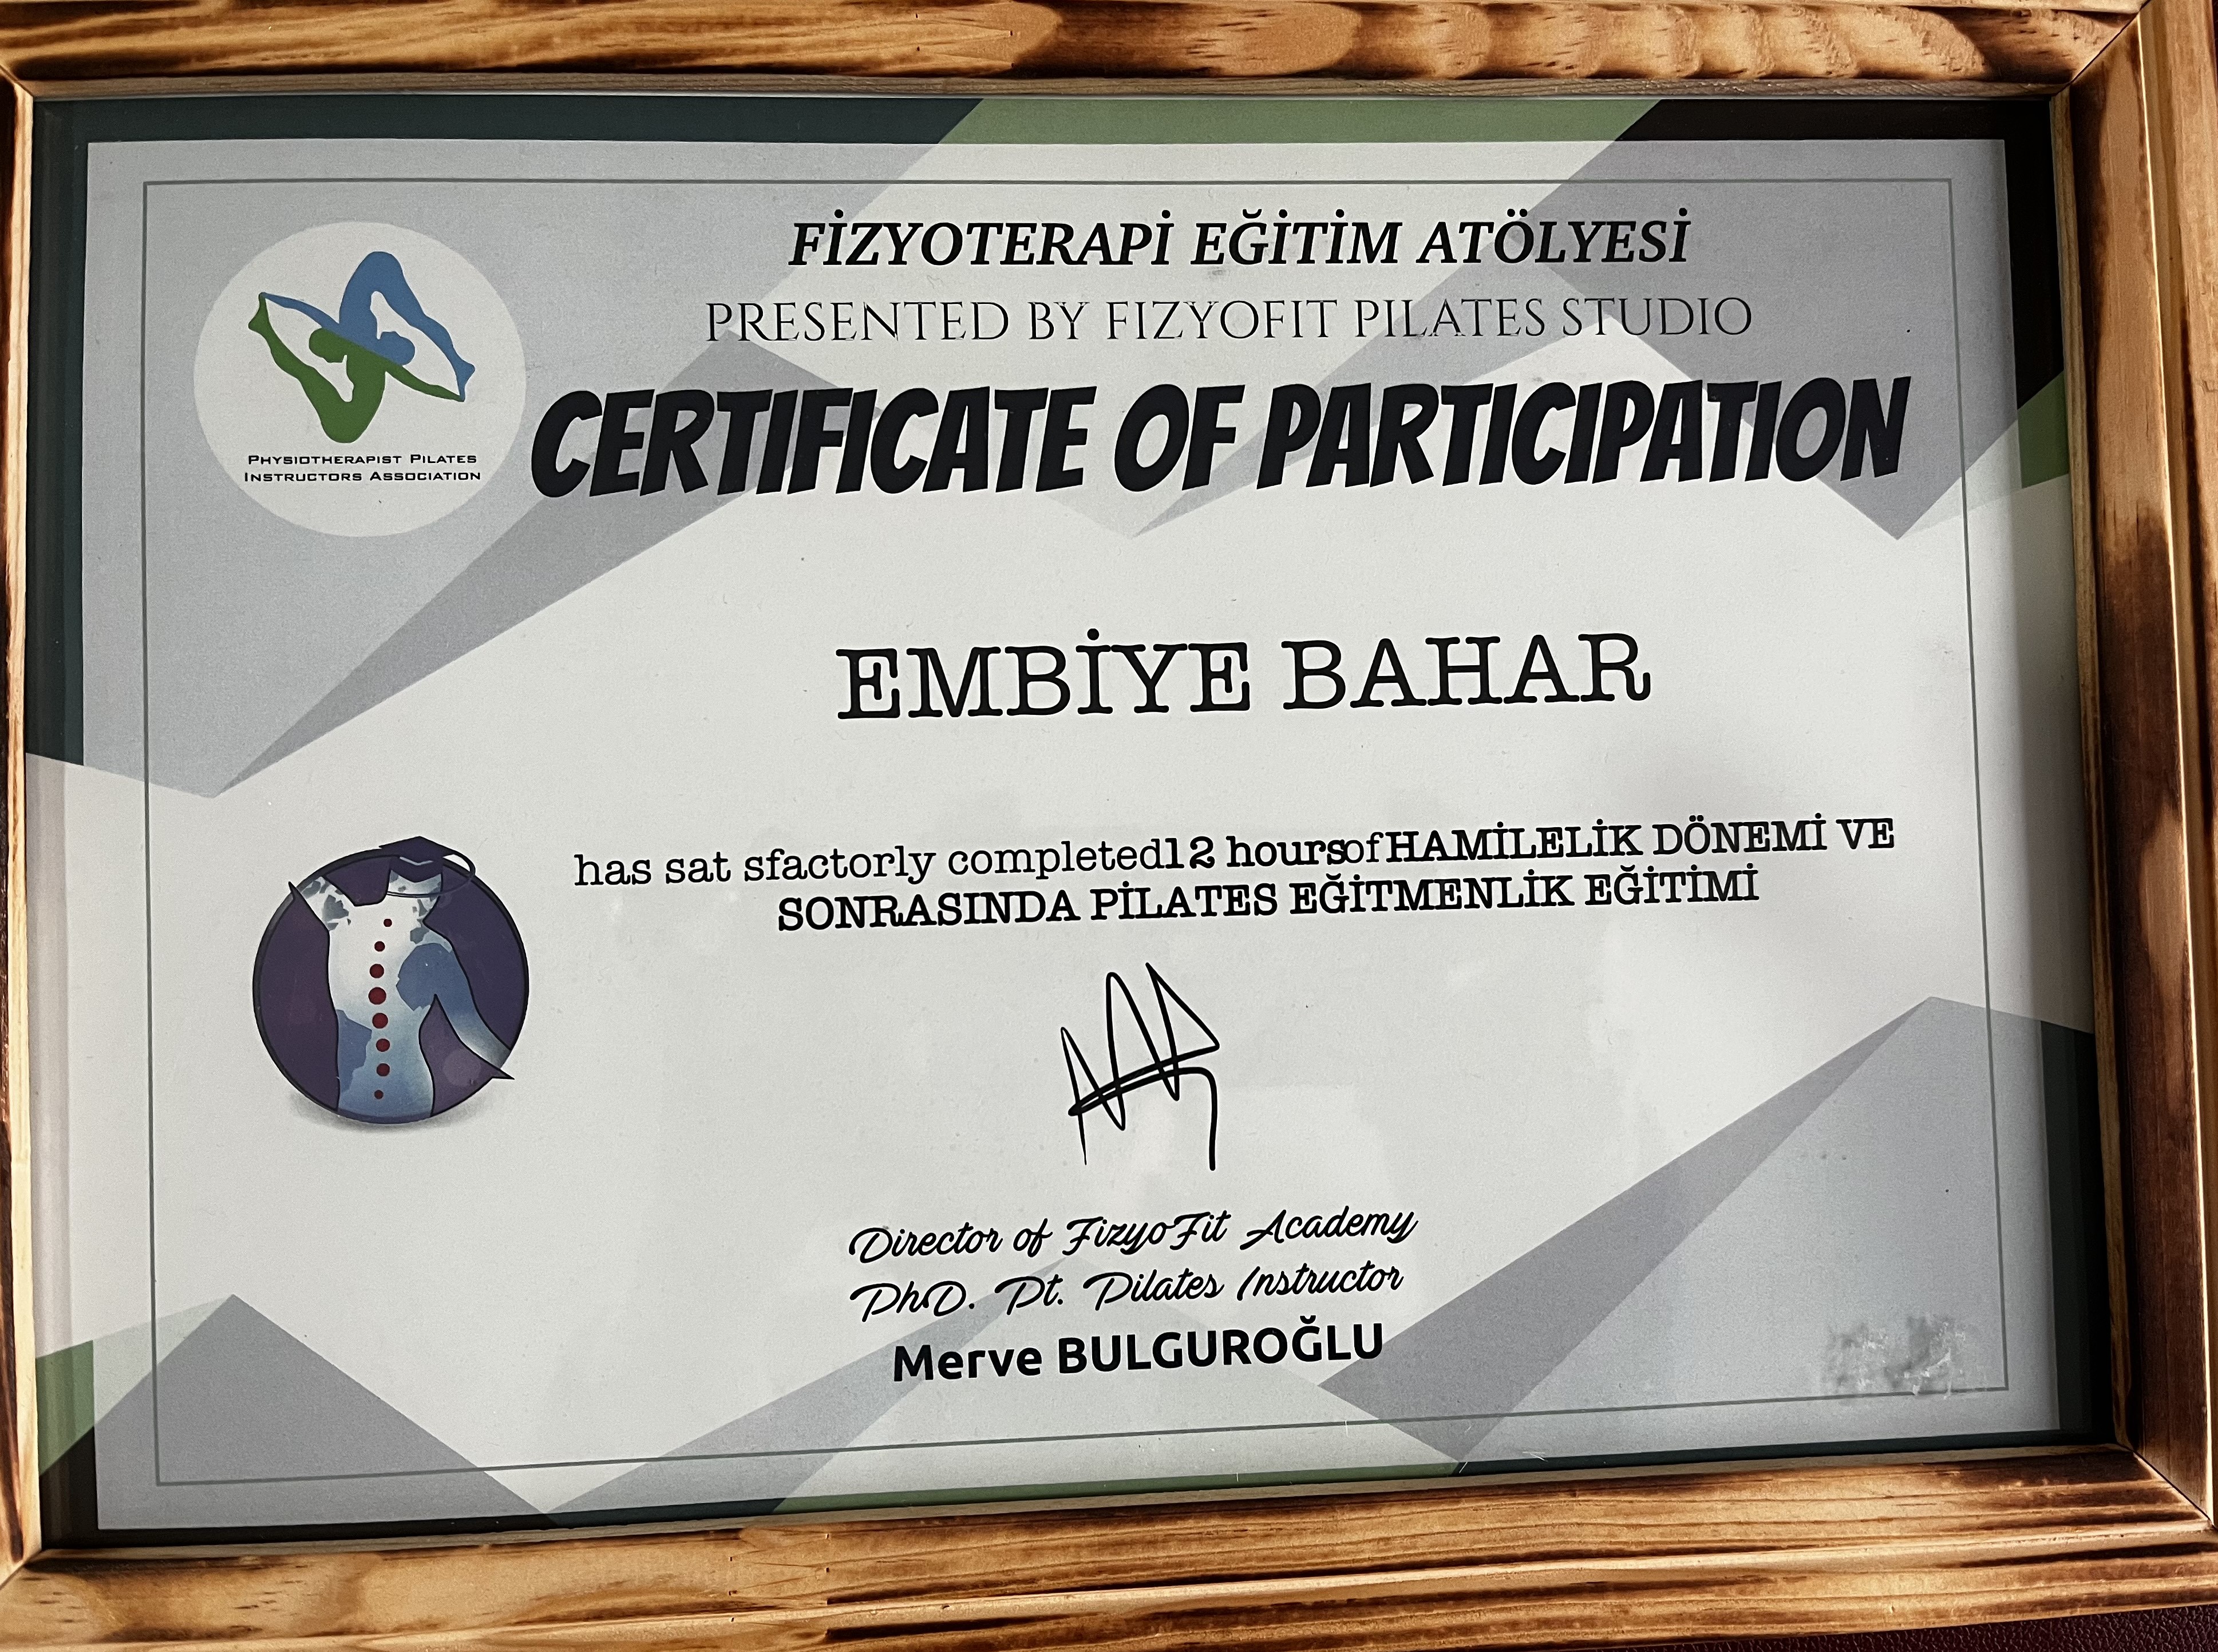 FİZYOTERAPİ EĞİTİM ATÖLYESİ
PRESENTED BY FIZYOFIT PILATES STUDIO
PHYSIOTHERAPIST PILATES
INSTRUCTORS ASSOCIATION
CERTIFICATE OF PARTICIPATION
EMBİYE BAHAR
has sat sfactorly completed12 hoursofHAMİLELİK DÖNEMİ VE
SONRASINDA PİLATES EĞİTMENLİK EĞİTİMİ
Director of FizyoFit Academy
PhD. Pt. Pilates Instructor
Merve BULGUROĞLU